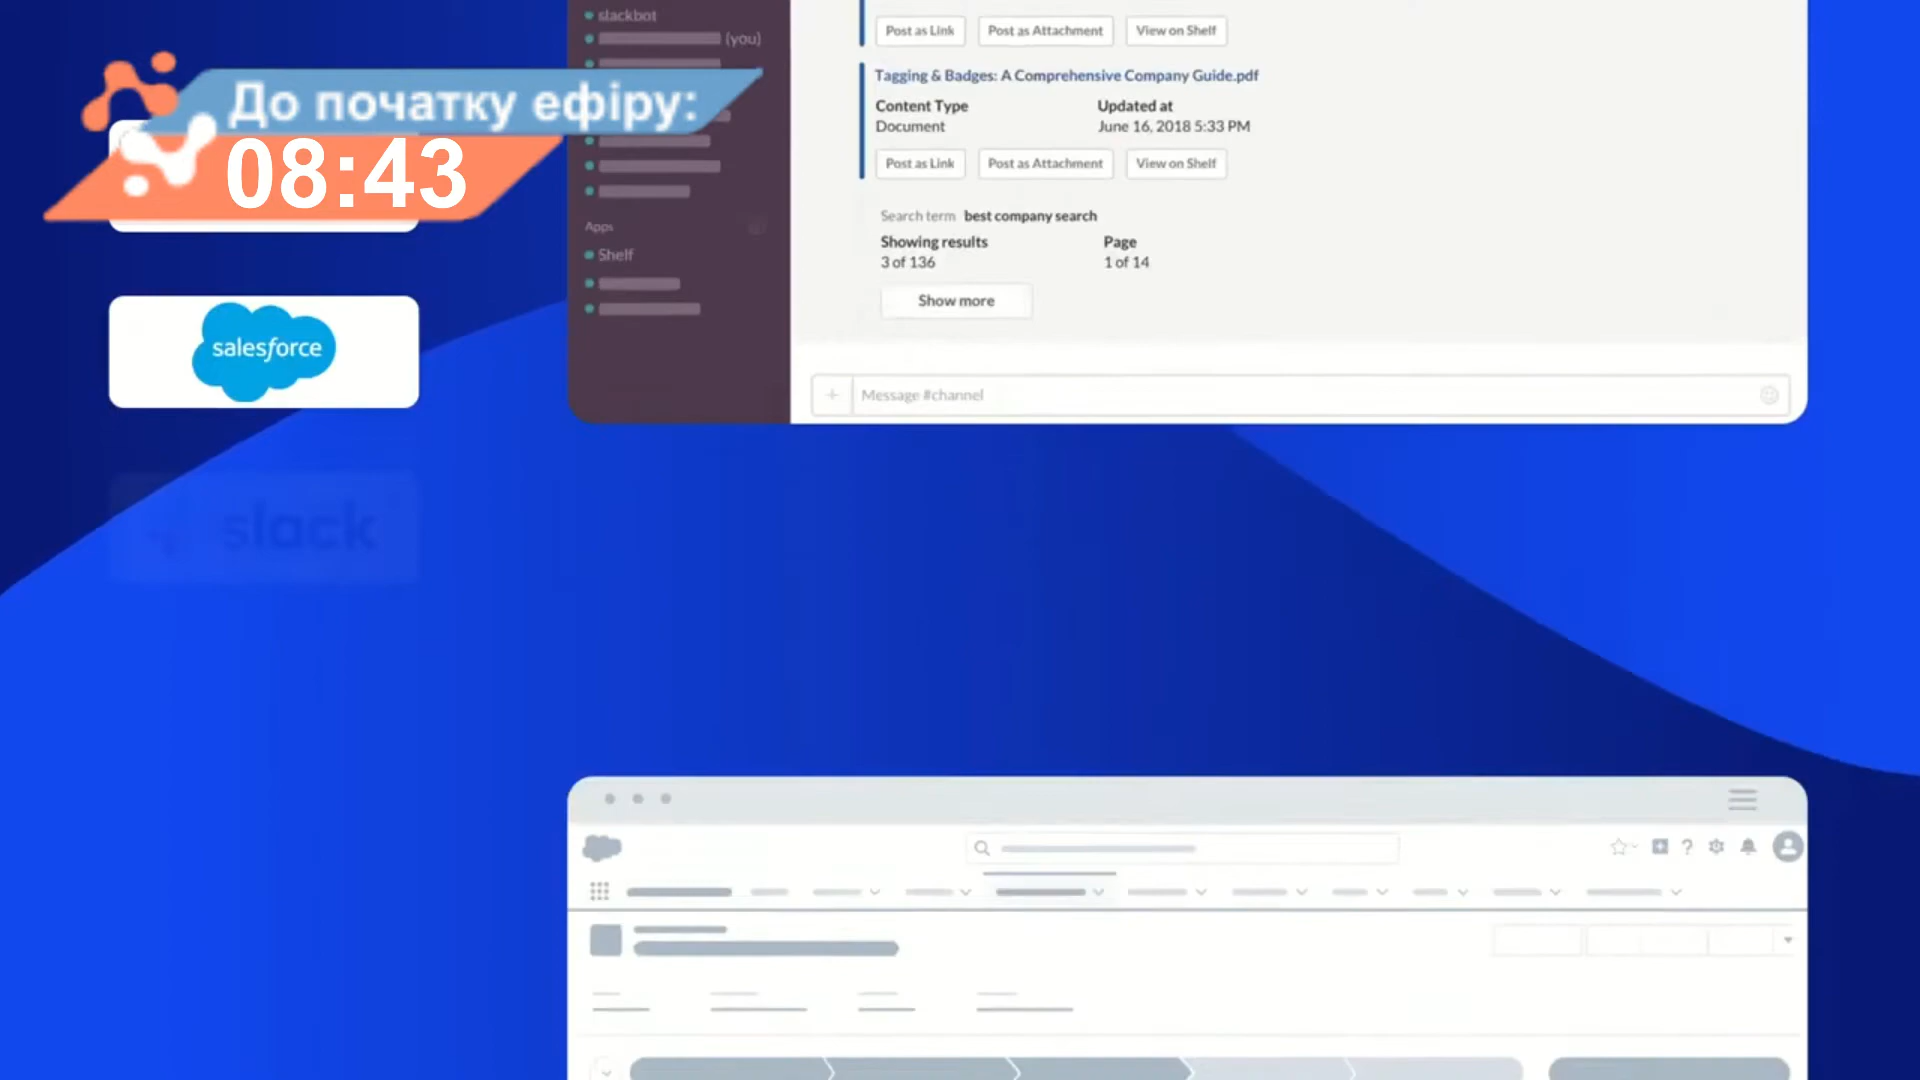 До початку ефіру:
08:43
salesforce
slack
slackbot
(you)
Apps
Shelf
Post as Link Post as Attachment View on Shelf
Tagging & Badges: A Comprehensive Company Guide.pdf
Content Type Updated at
Document June 16, 2018 5:33 PM
Post as Link Post as Attachment View on Shelf
Search term best company search
Showing results Page
3 of 136 1 of 14
Show more
+ Message #channel